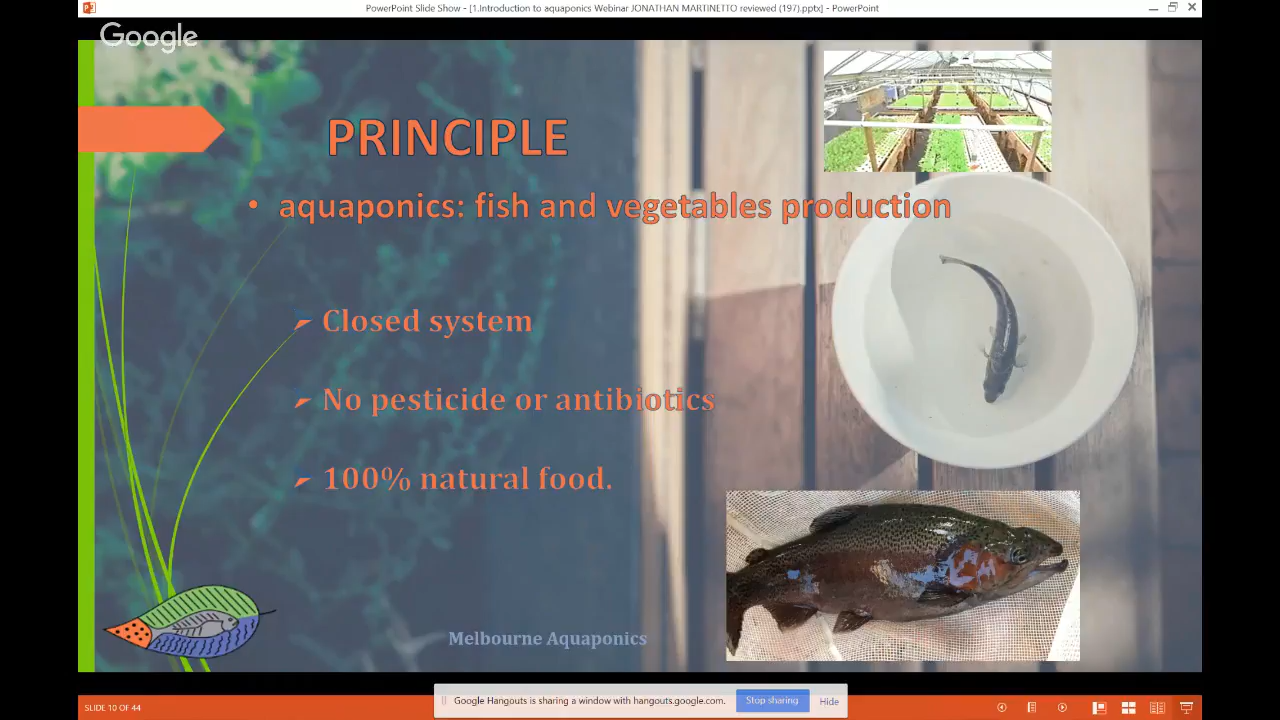 PowerPoint Slide Show - [1.Introduction to aquaponics Webinar JONATHAN MARTINETTO reviewed (197).pptx] - PowerPoint
Google
PRINCIPLE
• aquaponics: fish and vegetables production
Closed system
No pesticide or antibiotics
100% natural food.
Melbourne Aquaponics
Google Hangouts is sharing a window with hangouts.google.com. Stop sharing Hide
SLIDE 10 OF 44